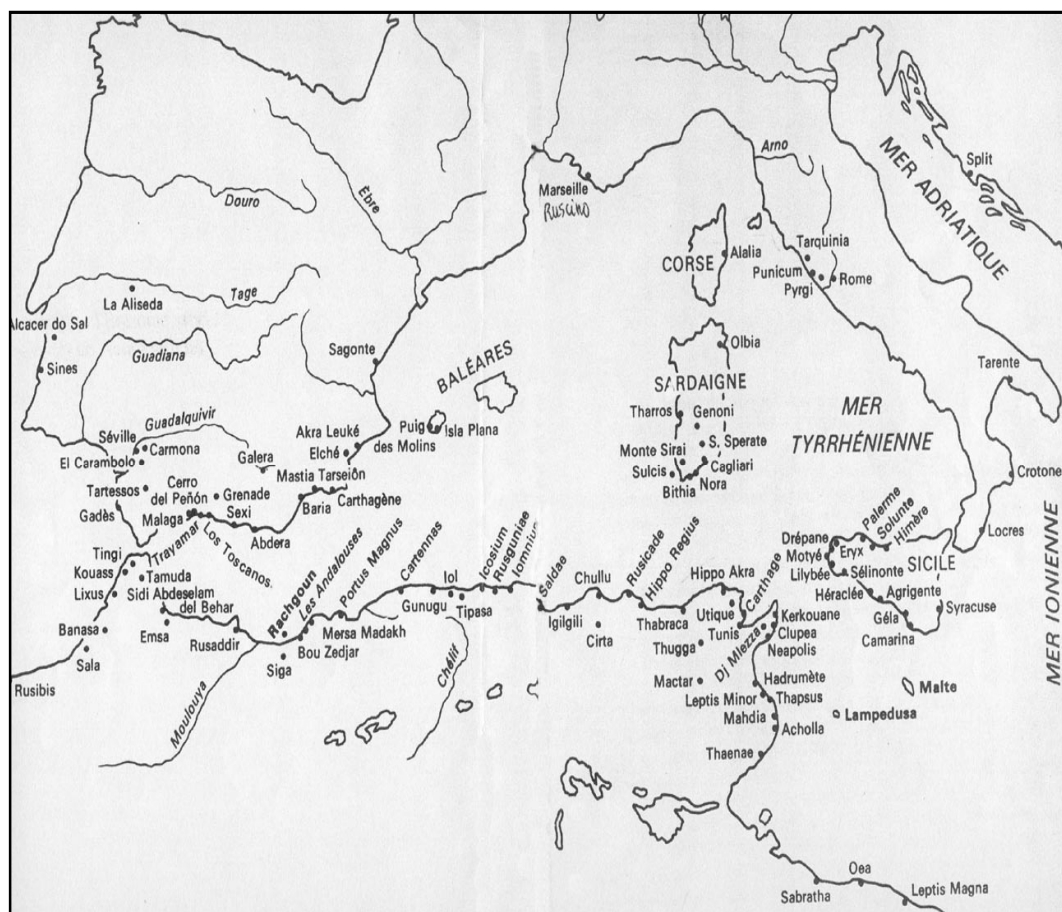 Arno
Split
Marseille
Ruscino
MER ADRIATIQUE
Douro
Èbre
CORSE
Alalia
Tarquinia
Punicum
Pyrgi
Rome
La Aliseda
Tage
Alcacer do Sal
Guadiana
Sines
Sagonte
BALÉARES
Olbia
SARDAIGNE
Tarente
Tharros
Genoni
MER
TYRRHÉNIENNE
Guadalquivir
Séville
Carmona
El Carambolo
Galera
Akra Leuké
Elché
Puig
des Molins
Isla Plana
Monte Sirai
S. Sperate
Sulcis
Cagliari
Bithia
Nora
Crotone
Tartessos
Cerro
del Peñón
Grenade
Mastia Tarseiôn
Gadès
Malaga
Sexi
Baria
Carthagène
Abdera
Trayamar
Los Toscanos
Locres
Palerme
Solunte
Himère
Drépane
Motyé
Eryx
Lilybée
Sélinonte
SICILE
Héraclée
Agrigente
Syracuse
Géla
Camarina
MER IONIENNE
Tingi
Kouass
Tamuda
Lixus
Sidi Abdeselam
del Behar
Banasa
Emsa
Sala
Rusaddir
Rusibis
Moulouya
Rachgoun
Les Andalouses
Portus Magnus
Siga
Bou Zedjar
Mersa Madakh
Cartennas
Gunugu
Iol
Tipasa
Icosium
Rusguniae
Iomnium
Chélif
Saldae
Igilgili
Chullu
Cirta
Rusicade
Hippo Regius
Thabraca
Hippo Akra
Carthage
Utique
Tunis
Kerkouane
Clupea
Neapolis
Thugga
Dj Mlezza
Mactar
Hadrumète
Leptis Minor
Thapsus
Mahdia
Acholla
Thaenae
Malte
Lampedusa
Sabratha
Oea
Leptis Magna